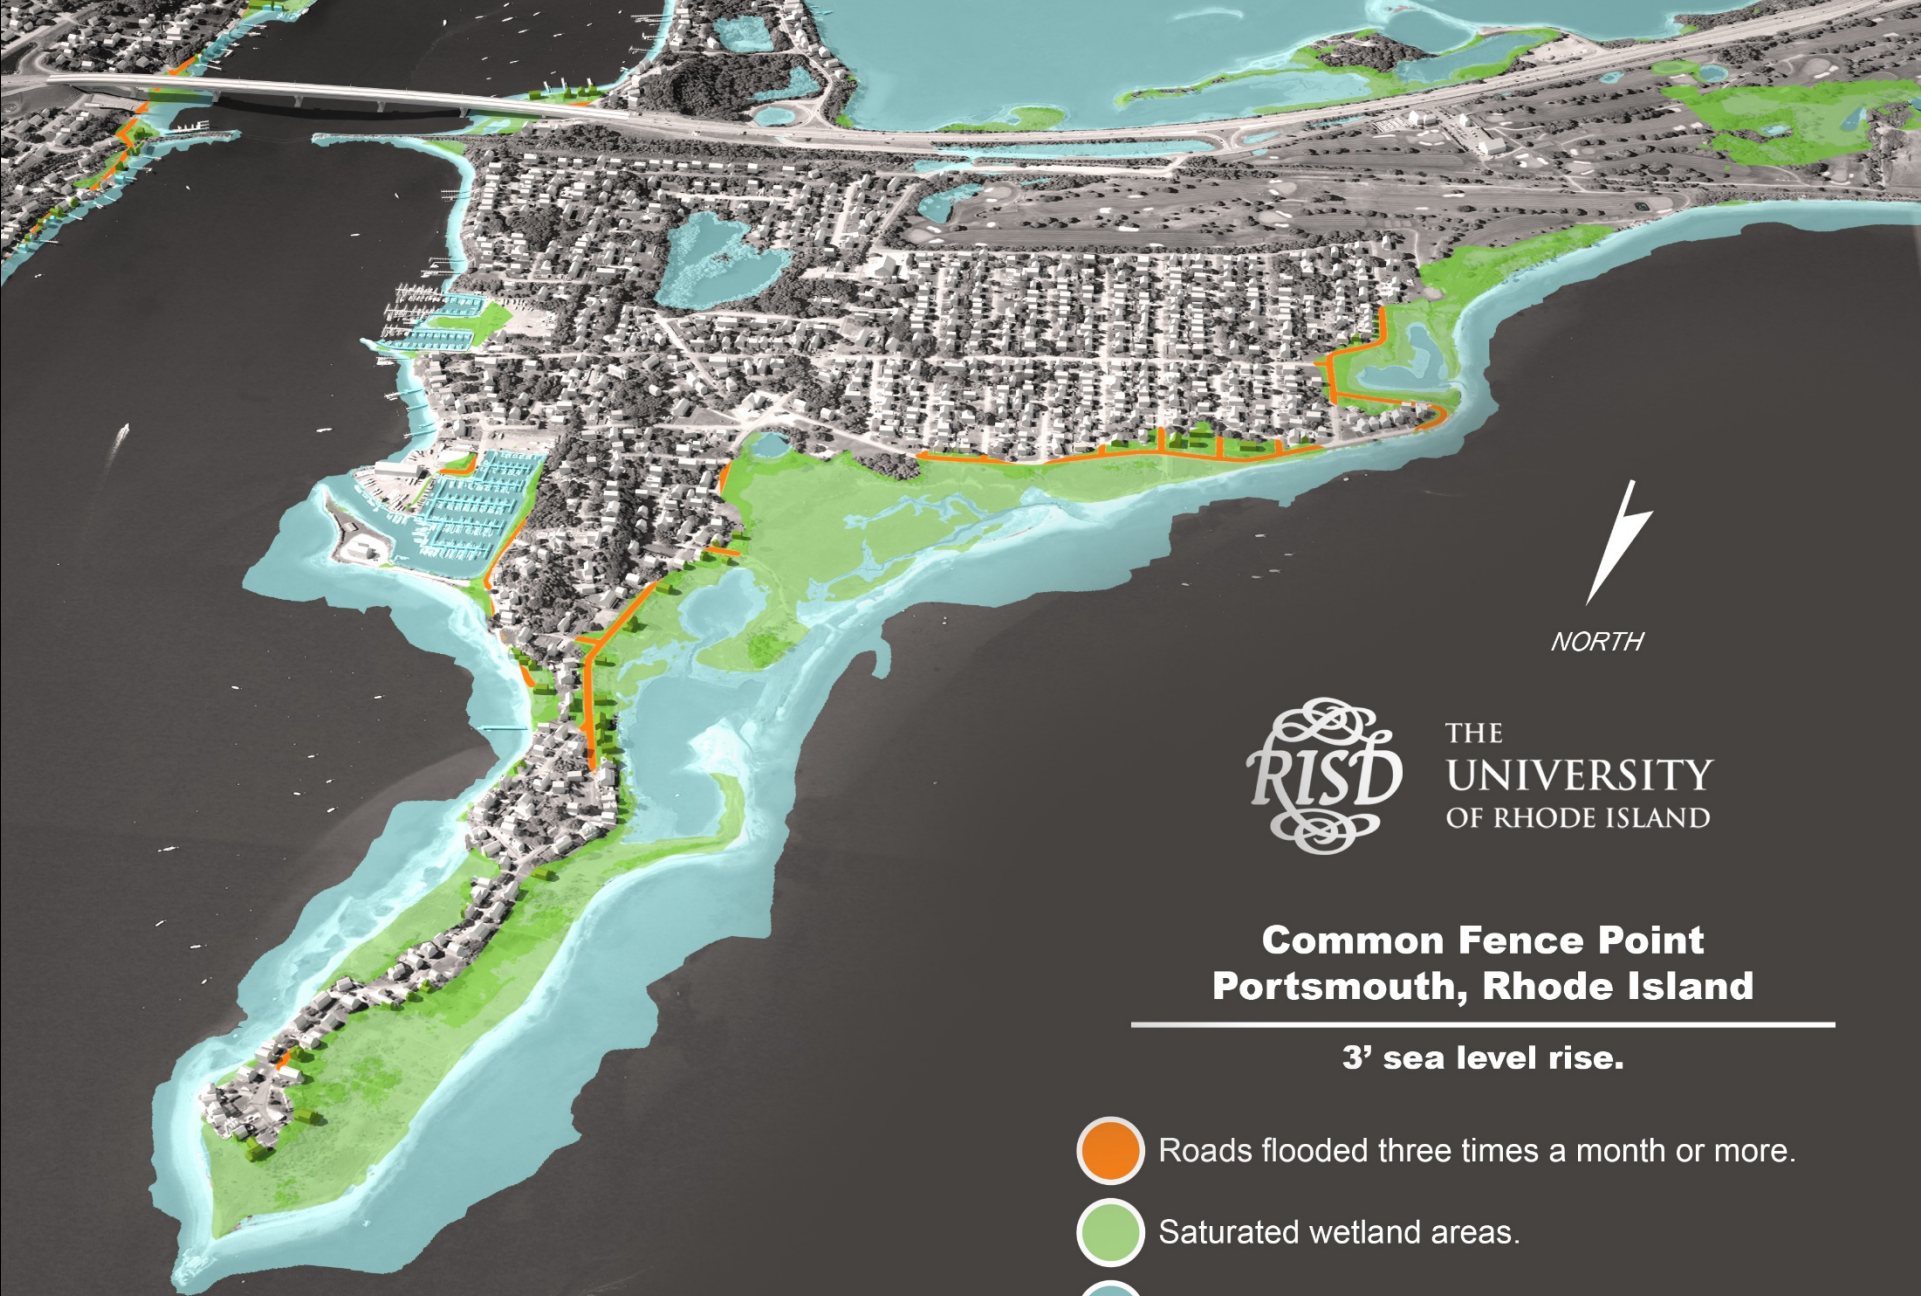 NORTH
RISD
THE
UNIVERSITY
OF RHODE ISLAND
Common Fence Point
Portsmouth, Rhode Island
3’ sea level rise.
Roads flooded three times a month or more.
Saturated wetland areas.